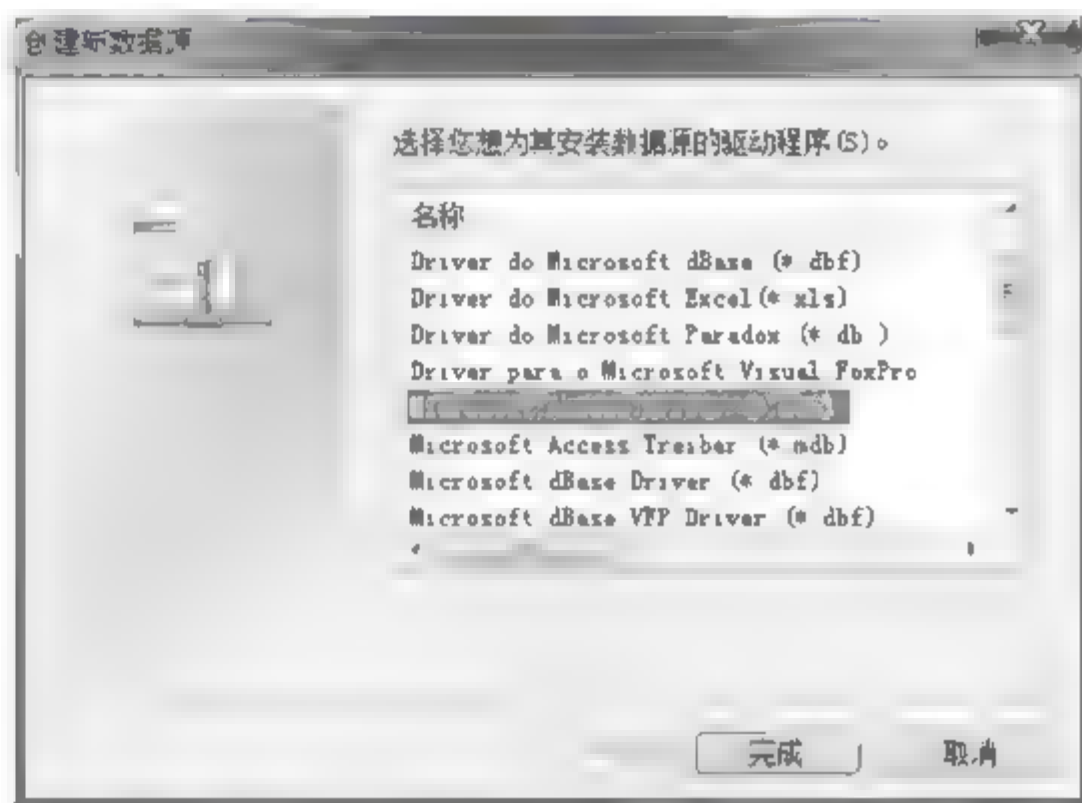 创建新数据源
选择您想为其安装数据源的驱动程序(S)。
名称
Driver do Microsoft dBase (* dbf)
Driver do Microsoft Excel(* xls)
Driver do Microsoft Paradox (* db )
Driver para o Microsoft Visual FoxPro
Microsoft Access Treiber (* mdb)
Microsoft dBase Driver (* dbf)
Microsoft dBase VFP Driver (* dbf)
完成
取消